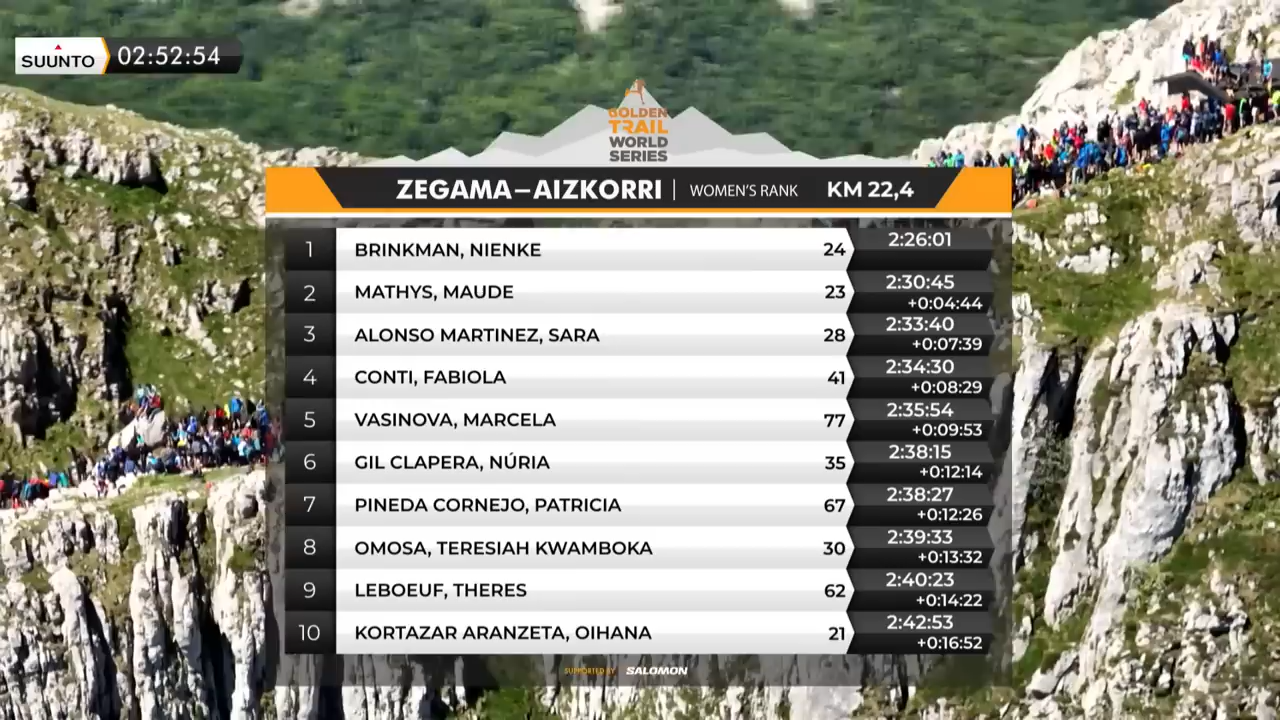 SUUNTO 02:52:54
GOLDEN
TRAIL
WORLD
SERIES
ZEGAMA–AIZKORRI | WOMEN'S RANK KM 22,4
1 BRINKMAN, NIENKE 24 2:26:01
2 MATHYS, MAUDE 23 2:30:45
+0:04:44
3 ALONSO MARTINEZ, SARA 28 2:33:40
+0:07:39
4 CONTI, FABIOLA 41 2:34:30
+0:08:29
5 VASINOVA, MARCELA 77 2:35:54
+0:09:53
6 GIL CLAPERA, NÚRIA 35 2:38:15
+0:12:14
7 PINEDA CORNEJO, PATRICIA 67 2:38:27
+0:12:26
8 OMOSA, TERESIAH KWAMBOKA 30 2:39:33
+0:13:32
9 LEBOEUF, THERES 62 2:40:23
+0:14:22
10 KORTAZAR ARANZETA, OIHANA 21 2:42:53
+0:16:52
SUPPORTED BY SALOMON